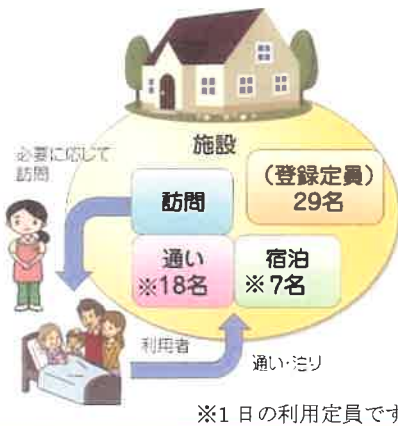 施設
必要に応じて
訪問
訪問
(登録定員)
29名
通い
※18名
宿泊
※7名
利用者
通い・泊り
※1日の利用定員です